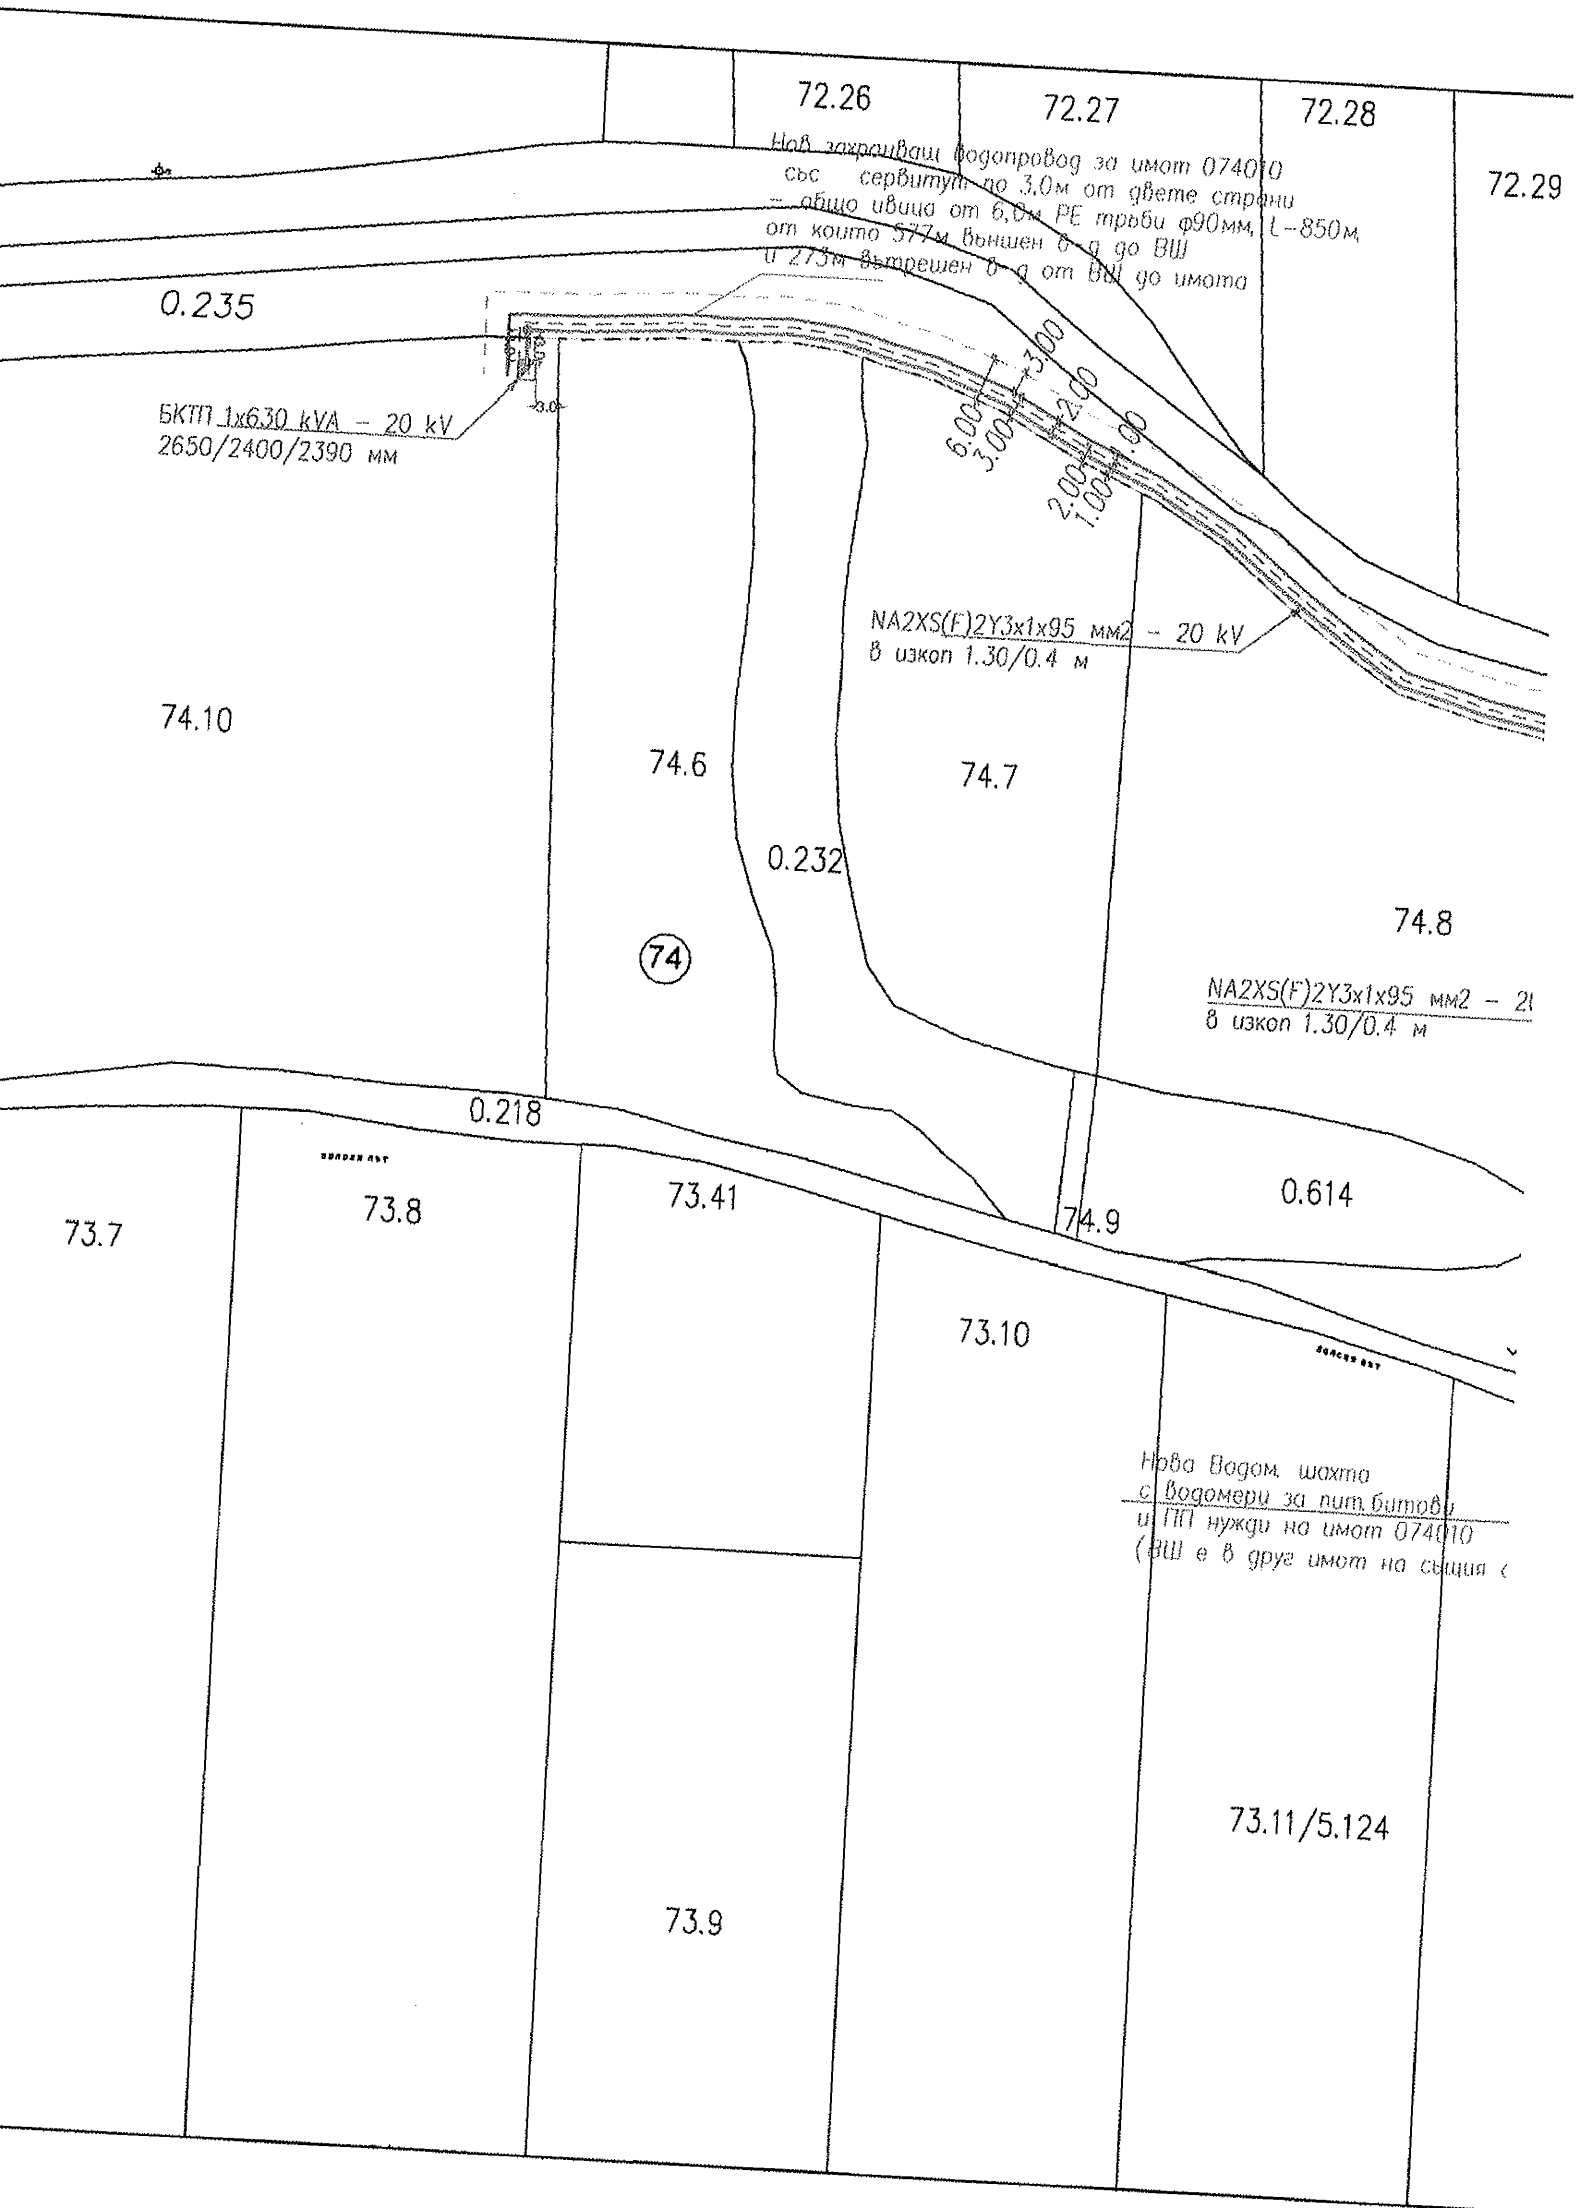 72.26
72.27
72.28
72.29
Нов захранващ водопровод за имот 074010
със сервитут по 3,0м от двете страни
- общо ивица от 6,0м PE тръби ф90мм, L-850м,
от които 577м външен в-д до ВШ
и 273м вътрешен в-д от ВШ до имота
0.235
3.00
2.00
1.00
6.00
3.00
2.00
1.00
3.0
БКТП 1x630 kVA - 20 kV
2650/2400/2390 мм
NA2XS(F)2Y3x1x95 мм2 - 20 kV
в изкоп 1.30/0.4 м
74.10
74.6
74.7
0.232
74.8
74
NA2XS(F)2Y3x1x95 мм2 -
в изкоп 1.30/0.4 м
0.218
73.7
73.8
73.41
74.9
0.614
73.10
Нова Водом. шахта
с водомери за пит.битови
и ПП нужди на имот 074010
(ВШ е в друг имот на същия
73.11/5.124
73.9